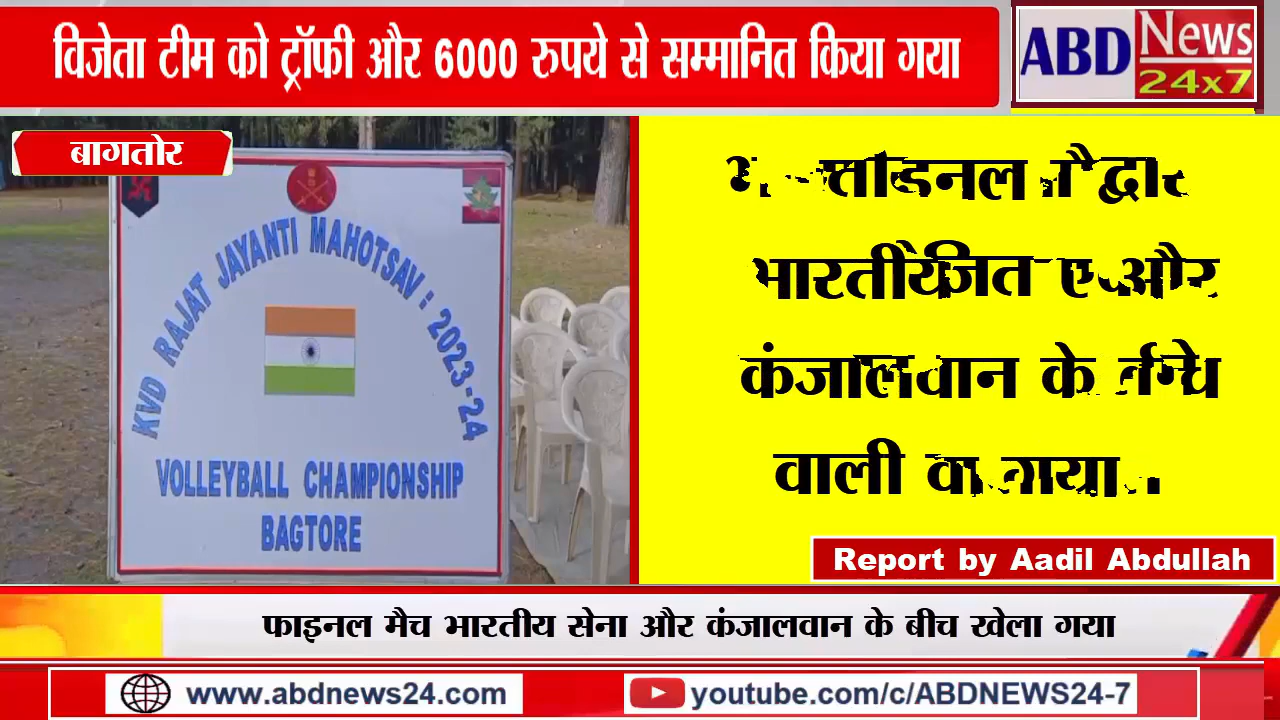 विजेता टीम को ट्रॉफी और 6000 रुपये से सम्मानित किया गया
ABD News
24x7
बागतोर
KVD RAJAT JAYANTI MAHOTSAV : 2023-24
VOLLEYBALL CHAMPIONSHIP
BAGTORE
और
कंजालवान के
वाली
Report by Aadil Abdullah
फाइनल मैच भारतीय सेना और कंजालवान के बीच खेला गया
www.abdnews24.com
youtube.com/c/ABDNEWS24-7